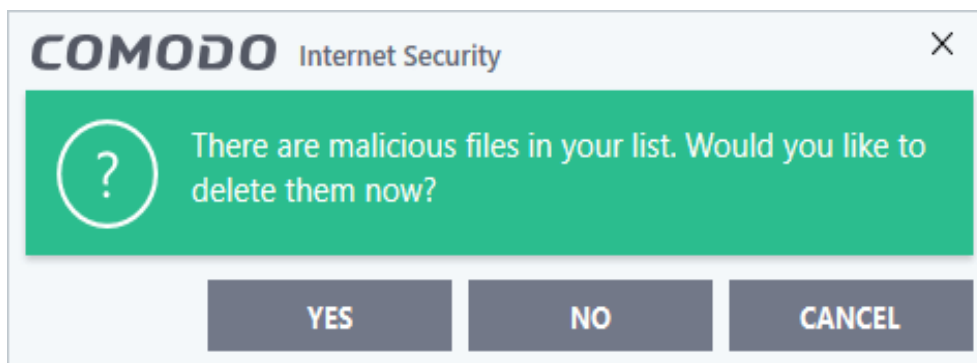 COMODO Internet Security
There are malicious files in your list. Would you like to
delete them now?
YES NO CANCEL